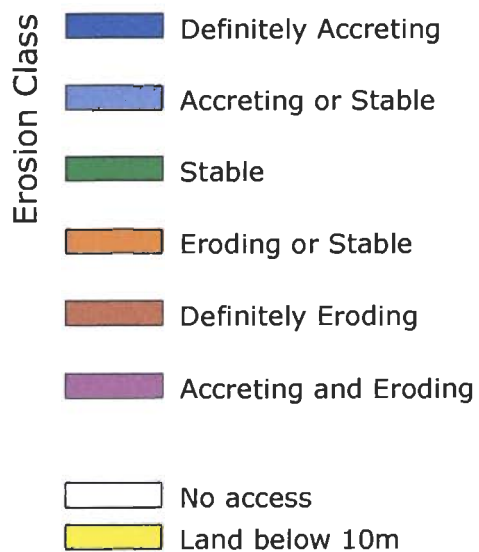 Erosion Class
Definitely Accreting
Accreting or Stable
Stable
Eroding or Stable
Definitely Eroding
Accreting and Eroding
No access
Land below 10m